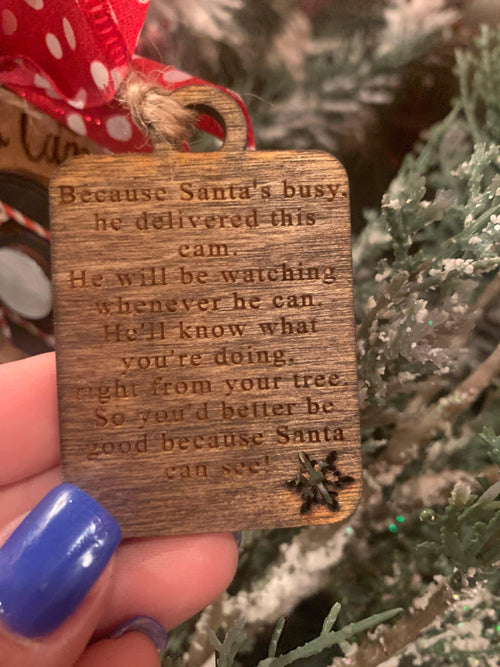 Because Santa's busy.
he delivered this
cam.
He will be watching
whenever he can.
He'll know what
you're doing,
right from your tree.
So you'd better be
good because Santa
can see!